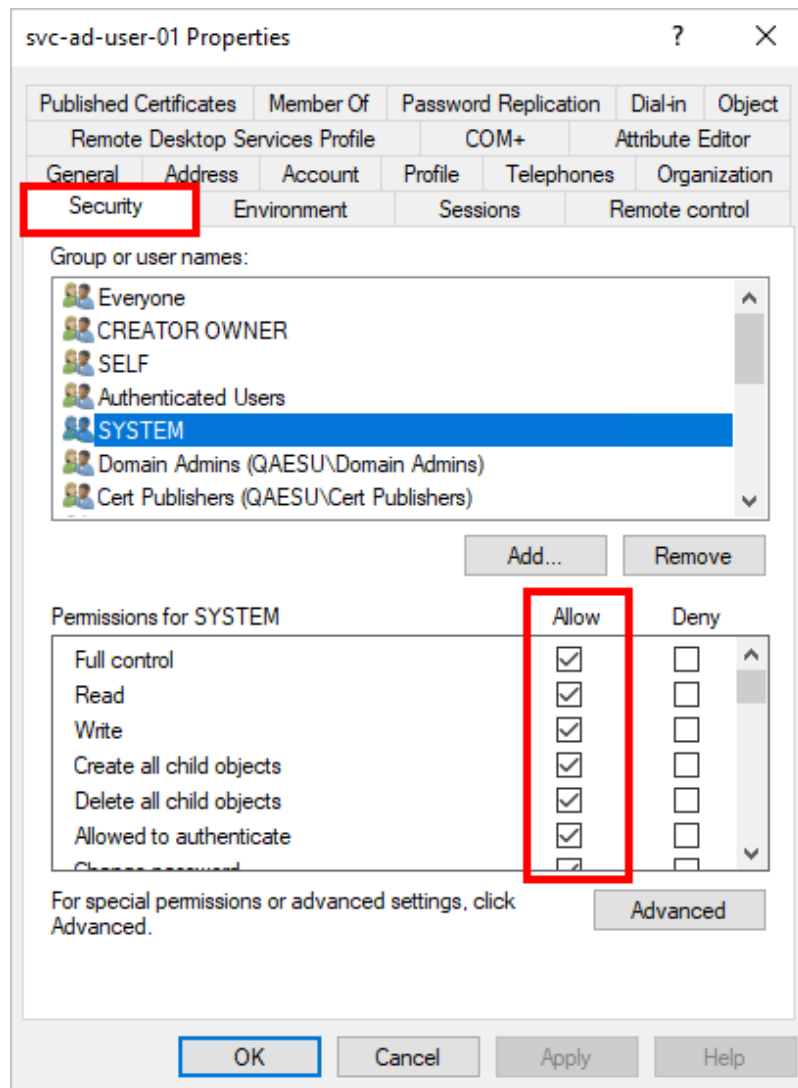 svc-ad-user-01 Properties ?
Published Certificates Member Of Password Replication Dial-in Object
Remote Desktop Services Profile COM+ Attribute Editor
General Address Account Profile Telephones Organization
Security Environment Sessions Remote control
Group or user names:
Everyone
CREATOR OWNER
SELF
Authenticated Users
SYSTEM
Domain Admins (QAESU\Domain Admins)
Cert Publishers (QAESU\Cert Publishers)
Add... Remove
Permissions for SYSTEM Allow Deny
Full control
Read
Write
Create all child objects
Delete all child objects
Allowed to authenticate
Change password
For special permissions or advanced settings, click
Advanced.
Advanced
OK Cancel Apply Help